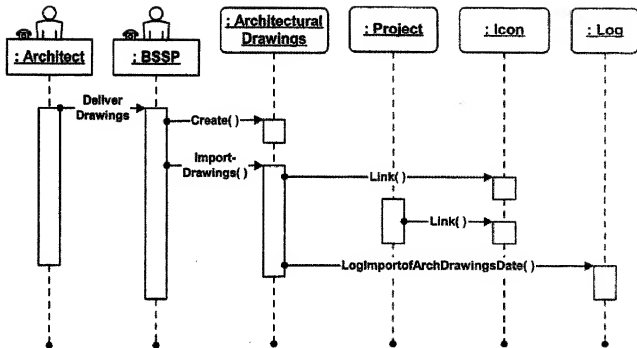 : Architect
: BSSP
: Architectural
Drawings
: Project
: Icon
: Log
Deliver
Drawings
Create( )
Import-
Drawings( )
Link( )
Link( )
LogImportofArchDrawingsDate( )